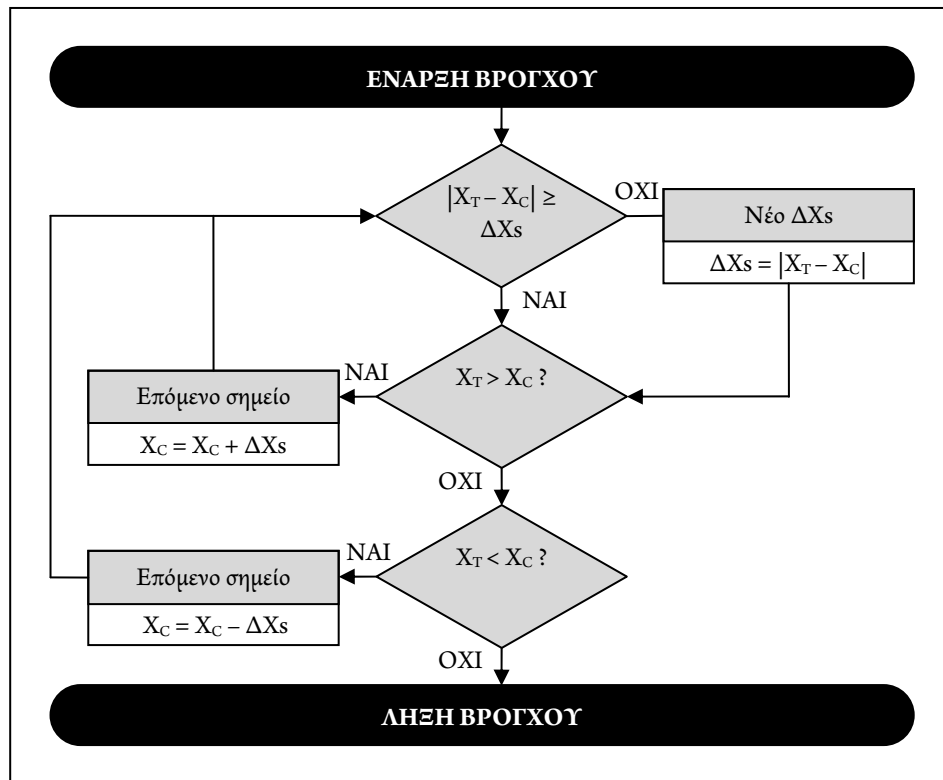 ΕΝΑΡΞΗ ΒΡΟΓΧΟΥ
|X_T – X_C| ≥
ΔXs
ΟΧΙ
Νέο ΔXs
ΔXs = |X_T – X_C|
ΝΑΙ
X_T > X_C ?
ΝΑΙ
Επόμενο σημείο
X_C = X_C + ΔXs
ΟΧΙ
X_T < X_C ?
ΝΑΙ
Επόμενο σημείο
X_C = X_C – ΔXs
ΟΧΙ
ΛΗΞΗ ΒΡΟΓΧΟΥ